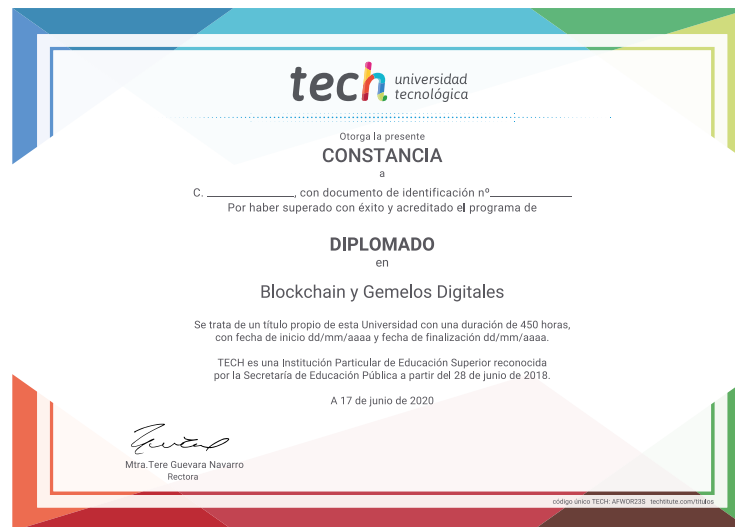 tech universidad
tecnológica
Otorga la presente
CONSTANCIA
a
C. ______________, con documento de identificación nº_____________
Por haber superado con éxito y acreditado el programa de
DIPLOMADO
en
Blockchain y Gemelos Digitales
Se trata de un título propio de esta Universidad con una duración de 450 horas,
con fecha de inicio dd/mm/aaaa y fecha de finalización dd/mm/aaaa.
TECH es una Institución Particular de Educación Superior reconocida
por la Secretaría de Educación Pública a partir del 28 de junio de 2018.
A 17 de junio de 2020
Mtra.Tere Guevara Navarro
Rectora
código único TECH: AFWOR23S techtitute.com/titulos